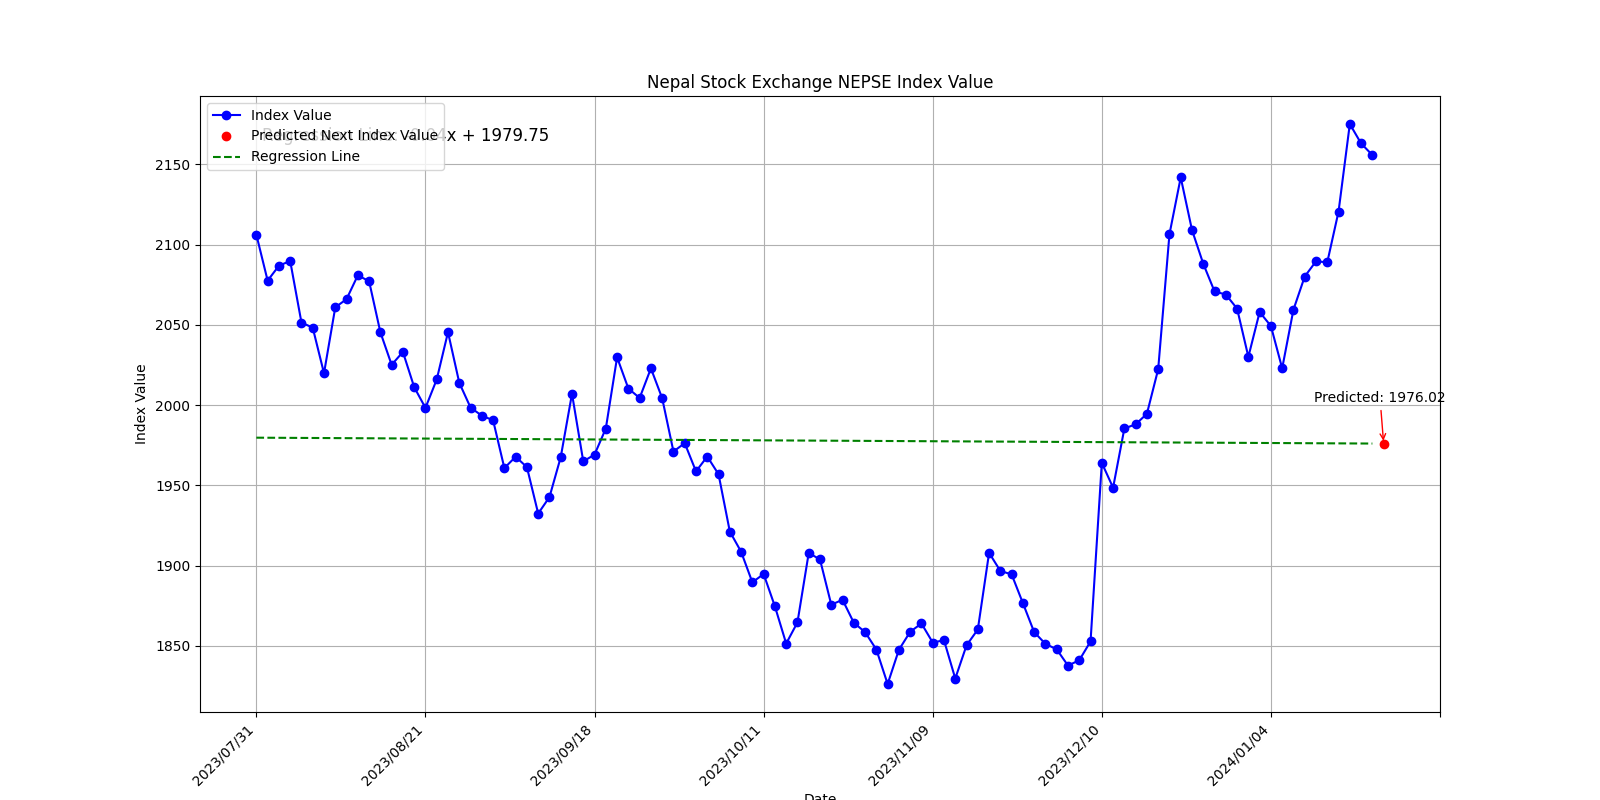 Nepal Stock Exchange NEPSE Index Value
Index Value
Predicted Next Index Value
x + 1979.75
Regression Line
2150
2100
2050
2000
1950
1900
1850
Index Value
Predicted: 1976.02
2023/07/31
2023/08/21
2023/09/18
2023/10/11
2023/11/09
2023/12/10
2024/01/04
Date